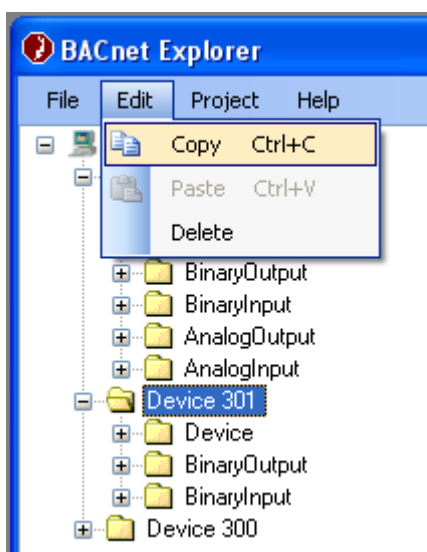 BACnet Explorer
File Edit Project Help
Copy Ctrl+C
Paste Ctrl+V
Delete
BinaryOutput
BinaryInput
AnalogOutput
AnalogInput
Device 301
Device
BinaryOutput
BinaryInput
Device 300